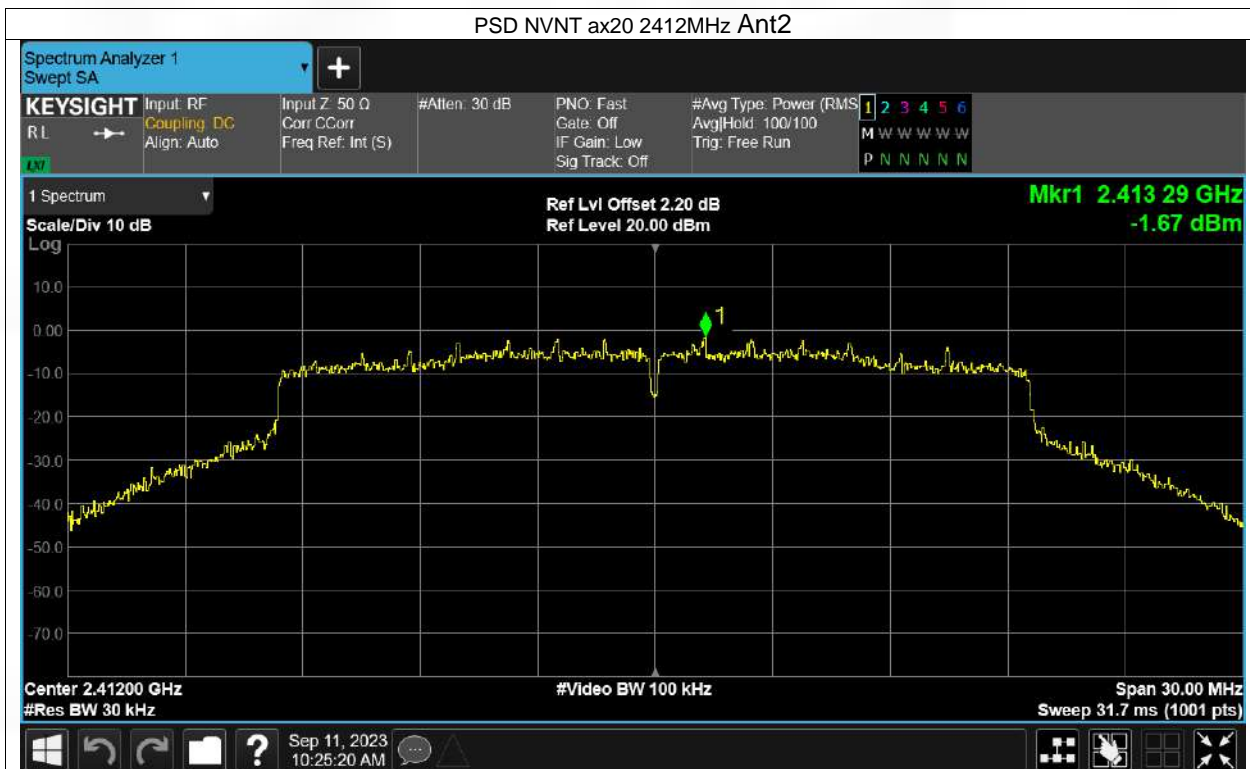 PSD NVNT ax20 2412MHz Ant2
Spectrum Analyzer 1
Swept SA
+
KEYSIGHT
RL
LXI
Input: RF
Coupling: DC
Align: Auto
Input Z: 50 Ω
Corr CCorr
Freq Ref: Int (S)
#Atten: 30 dB
PNO: Fast
Gate: Off
IF Gain: Low
Sig Track: Off
#Avg Type: Power (RMS
Avg|Hold: 100/100
Trig: Free Run
1 2 3 4 5 6
M W W W W W
P N N N N N
1 Spectrum
Scale/Div 10 dB
Log
Ref Lvl Offset 2.20 dB
Ref Level 20.00 dBm
Mkr1 2.413 29 GHz
-1.67 dBm
10.0
0.00
-10.0
-20.0
-30.0
-40.0
-50.0
-60.0
-70.0
1
Center 2.41200 GHz
#Res BW 30 kHz
#Video BW 100 kHz
Span 30.00 MHz
Sweep 31.7 ms (1001 pts)
?
Sep 11, 2023
10:25:20 AM